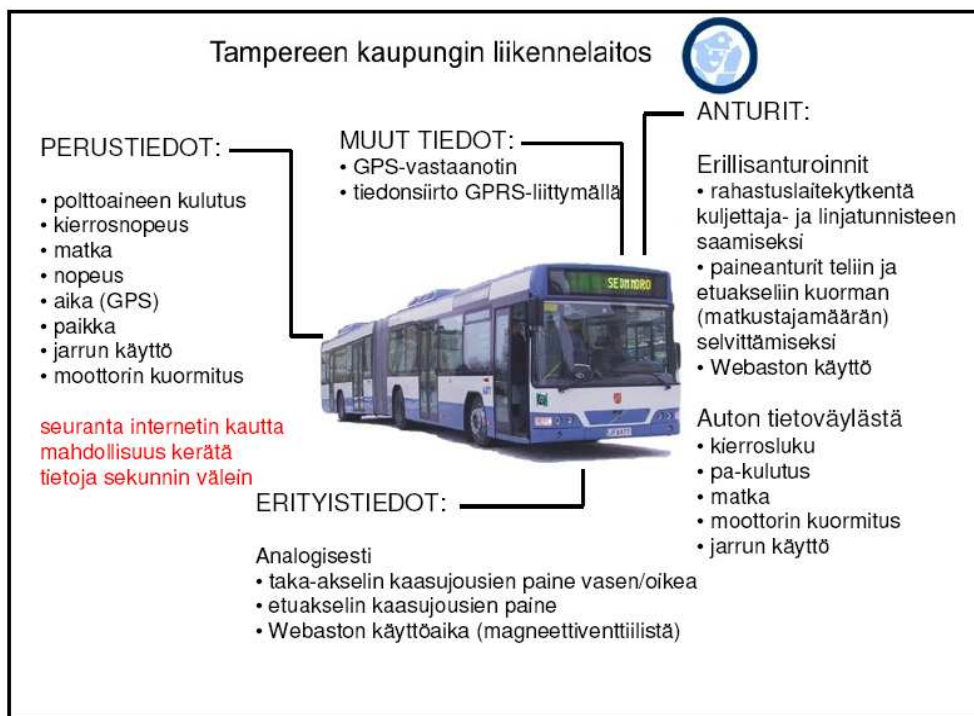 Tampereen kaupungin liikennelaitos
PERUSTIEDOT:
• polttoaineen kulutus
• kierrosnopeus
• matka
• nopeus
• aika (GPS)
• paikka
• jarrun käyttö
• moottorin kuormitus
seuranta internetin kautta
mahdollisuus kerätä
tietoja sekunnin välein
MUUT TIEDOT:
• GPS-vastaanotin
• tiedonsiirto GPRS-liittymällä
ANTURIT:
Erillisanturoinnit
• rahastuslaitekytkentä
kuljettaja- ja linjatunnisteen
saamiseksi
• paineanturit teliin ja
etuakseliin kuorman
(matkustajamäärän)
selvittämiseksi
• Webaston käyttö
Auton tietoväylästä
• kierrosluku
• pa-kulutus
• matka
• moottorin kuormitus
• jarrun käyttö
ERITYISTIEDOT:
Analogisesti
• taka-akselin kaasujousien paine vasen/oikea
• etuakselin kaasujousien paine
• Webaston käyttöaika (magneettiventtiilistä)